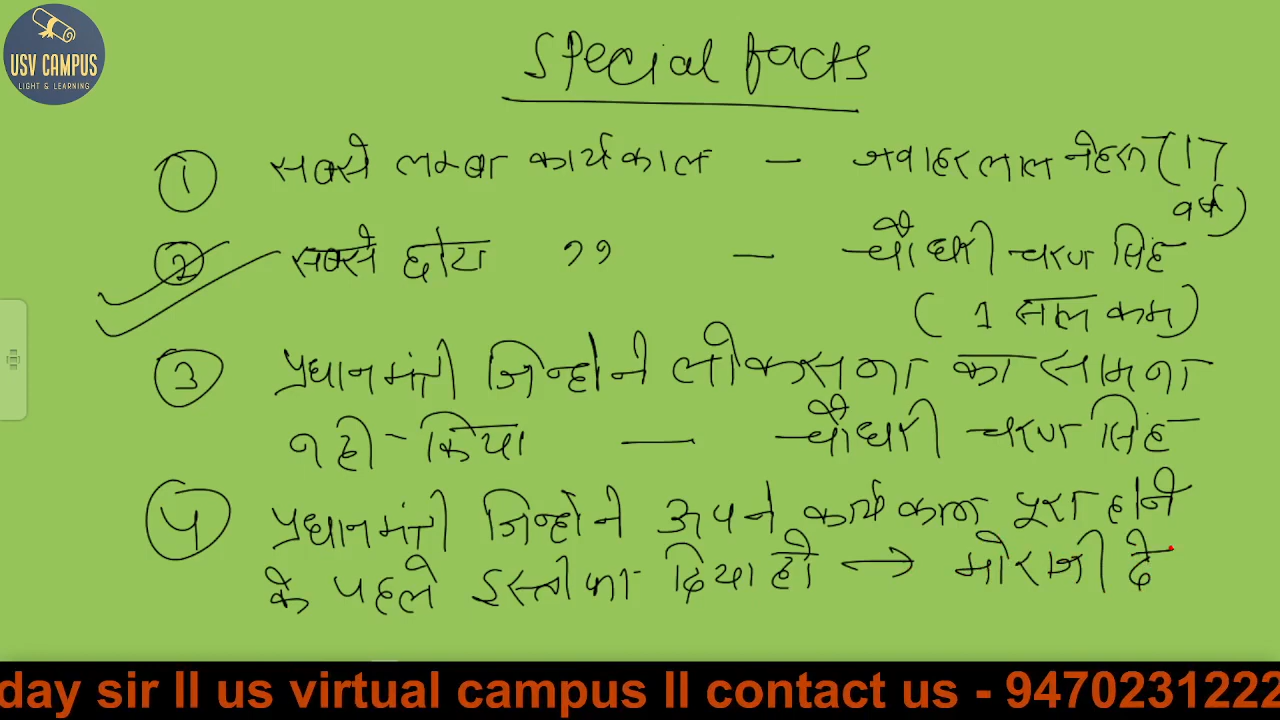 USV CAMPUS
LIGHT & LEARNING
Special facts
① सबसे लम्बा कार्यकाल – जवाहरलाल नेहरू (17 वर्ष)
② सबसे छोटा ,, – चौधरी चरण सिंह
(1 साल कम)
③ प्रधानमंत्री जिन्होंने लोकसभा का सामना
नही किया — चौधरी चरण सिंह
④ प्रधानमंत्री जिन्होंने अपने कार्यकाल पूरा होने
के पहले इस्तीफा दिया हो → मोरारजी दे
day sir ll us virtual campus ll contact us - 9470231222